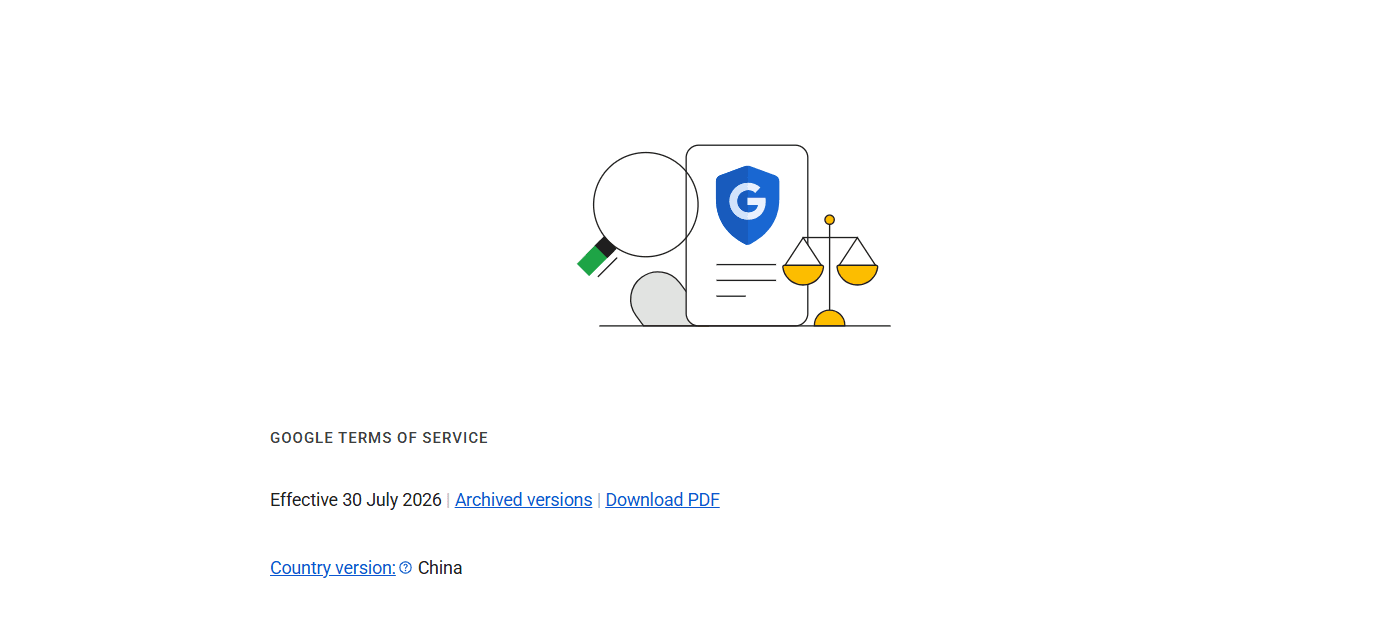 G
GOOGLE TERMS OF SERVICE
Effective 30 July 2026 | Archived versions | Download PDF
Country version: China